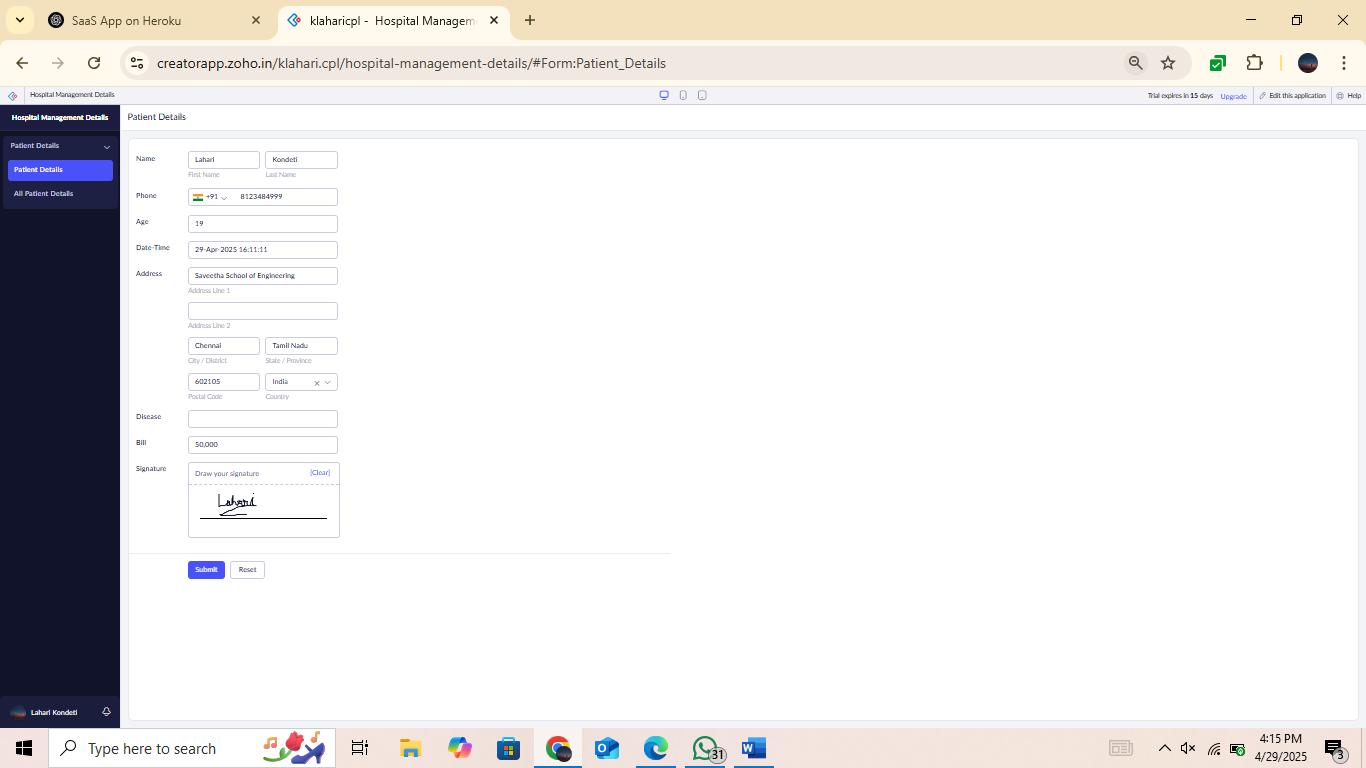 SaaS App on Heroku
klaharicpl - Hospital Managem
creatorapp.zoho.in/klahari.cpl/hospital-management-details/#Form:Patient_Details
Hospital Management Details
Trial expires in 15 days Upgrade Edit this application Help
Hospital Management Details
Patient Details
Patient Details
Patient Details
All Patient Details
Name Lahari Kondeti
First Name Last Name
Phone +91 8123484999
Age 19
Date-Time 29-Apr-2025 16:11:11
Address Saveetha School of Engineering
Address Line 1
Address Line 2
Chennai Tamil Nadu
City / District State / Province
602105 India
Postal Code Country
Disease
Bill 50,000
Signature Draw your signature [Clear]
Lahari
Submit Reset
Lahari Kondeti
Type here to search
31
4:15 PM
4/29/2025
3